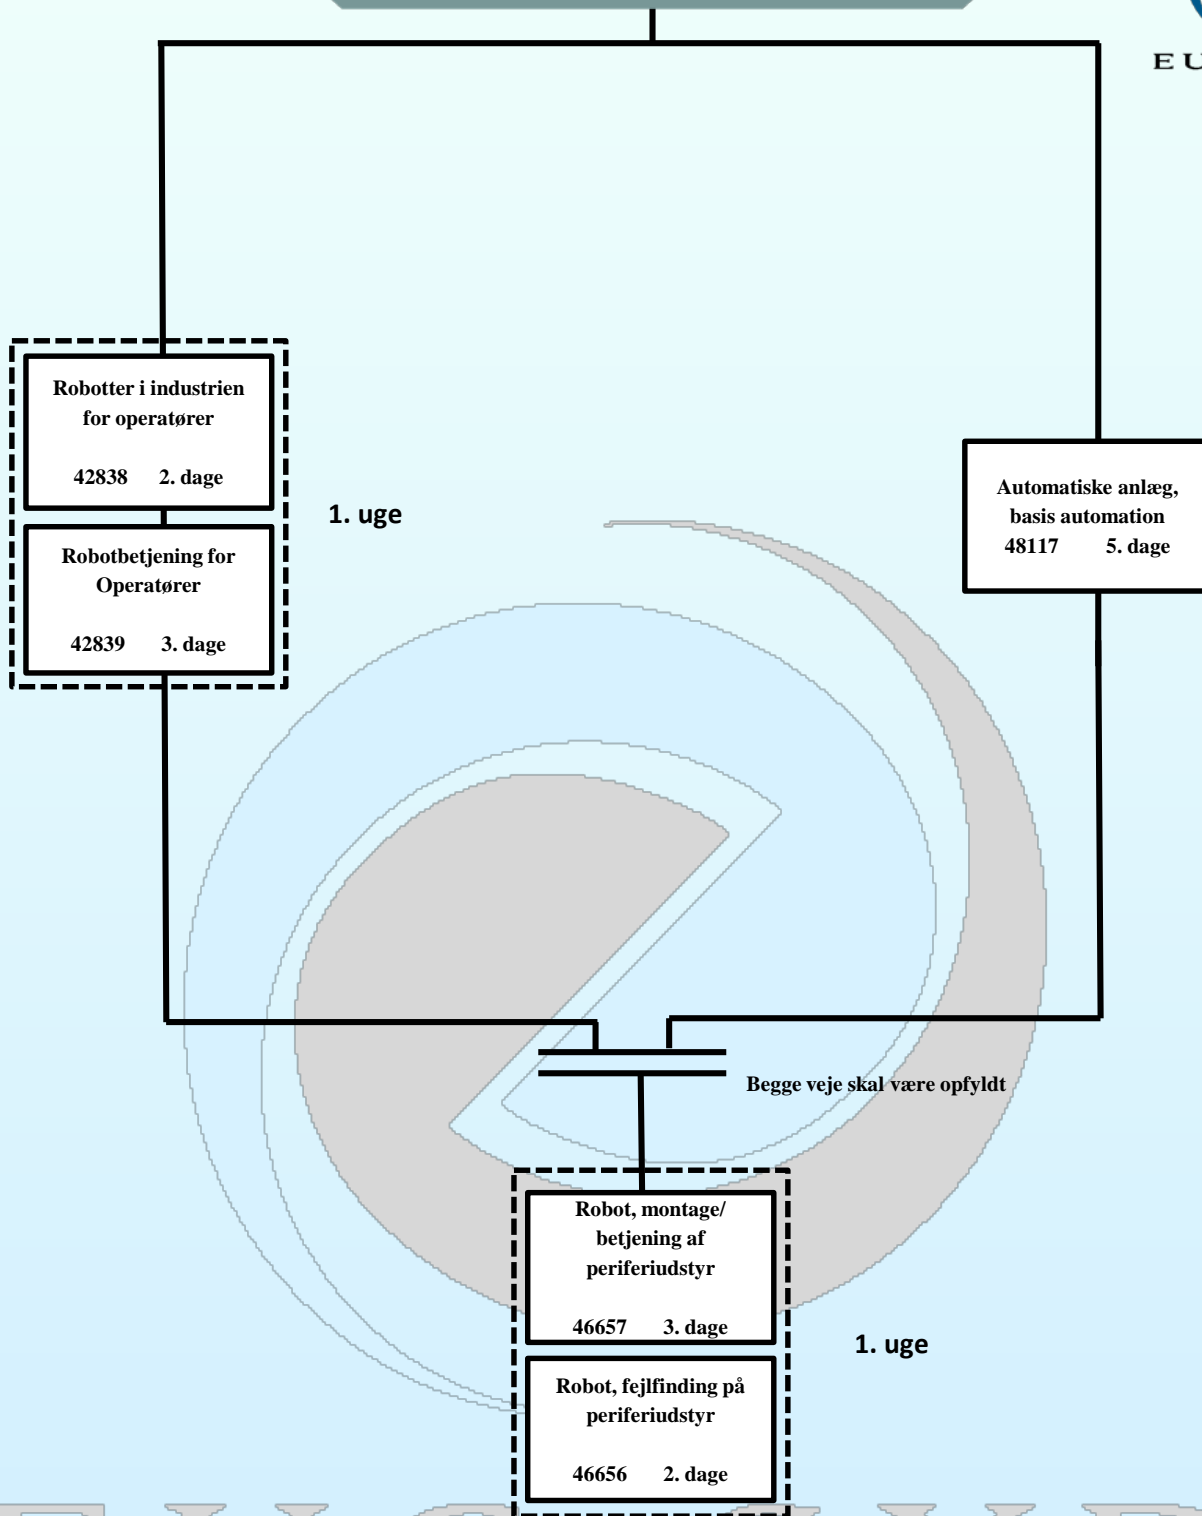 EU
Robotter i industrien
for operatører
42838 2. dage
Robotbetjening for
Operatører
42839 3. dage
1. uge
Automatiske anlæg,
basis automation
48117 5. dage
Begge veje skal være opfyldt
Robot, montage/
betjening af
periferiudstyr
46657 3. dage
Robot, fejlfinding på
periferiudstyr
46656 2. dage
1. uge